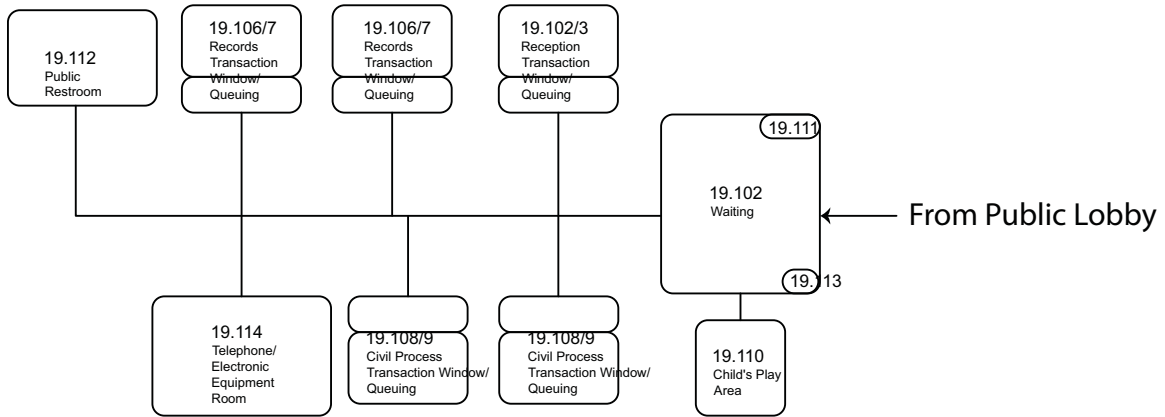 19.112
Public
Restroom
19.106/7
Records
Transaction
Window/
Queuing
19.106/7
Records
Transaction
Window/
Queuing
19.102/3
Reception
Transaction
Window/
Queuing
19.111
19.102
Waiting
From Public Lobby
19.113
19.114
Telephone/
Electronic
Equipment
Room
19.108/9
Civil Process
Transaction Window/
Queuing
19.108/9
Civil Process
Transaction Window/
Queuing
19.110
Child's Play
Area